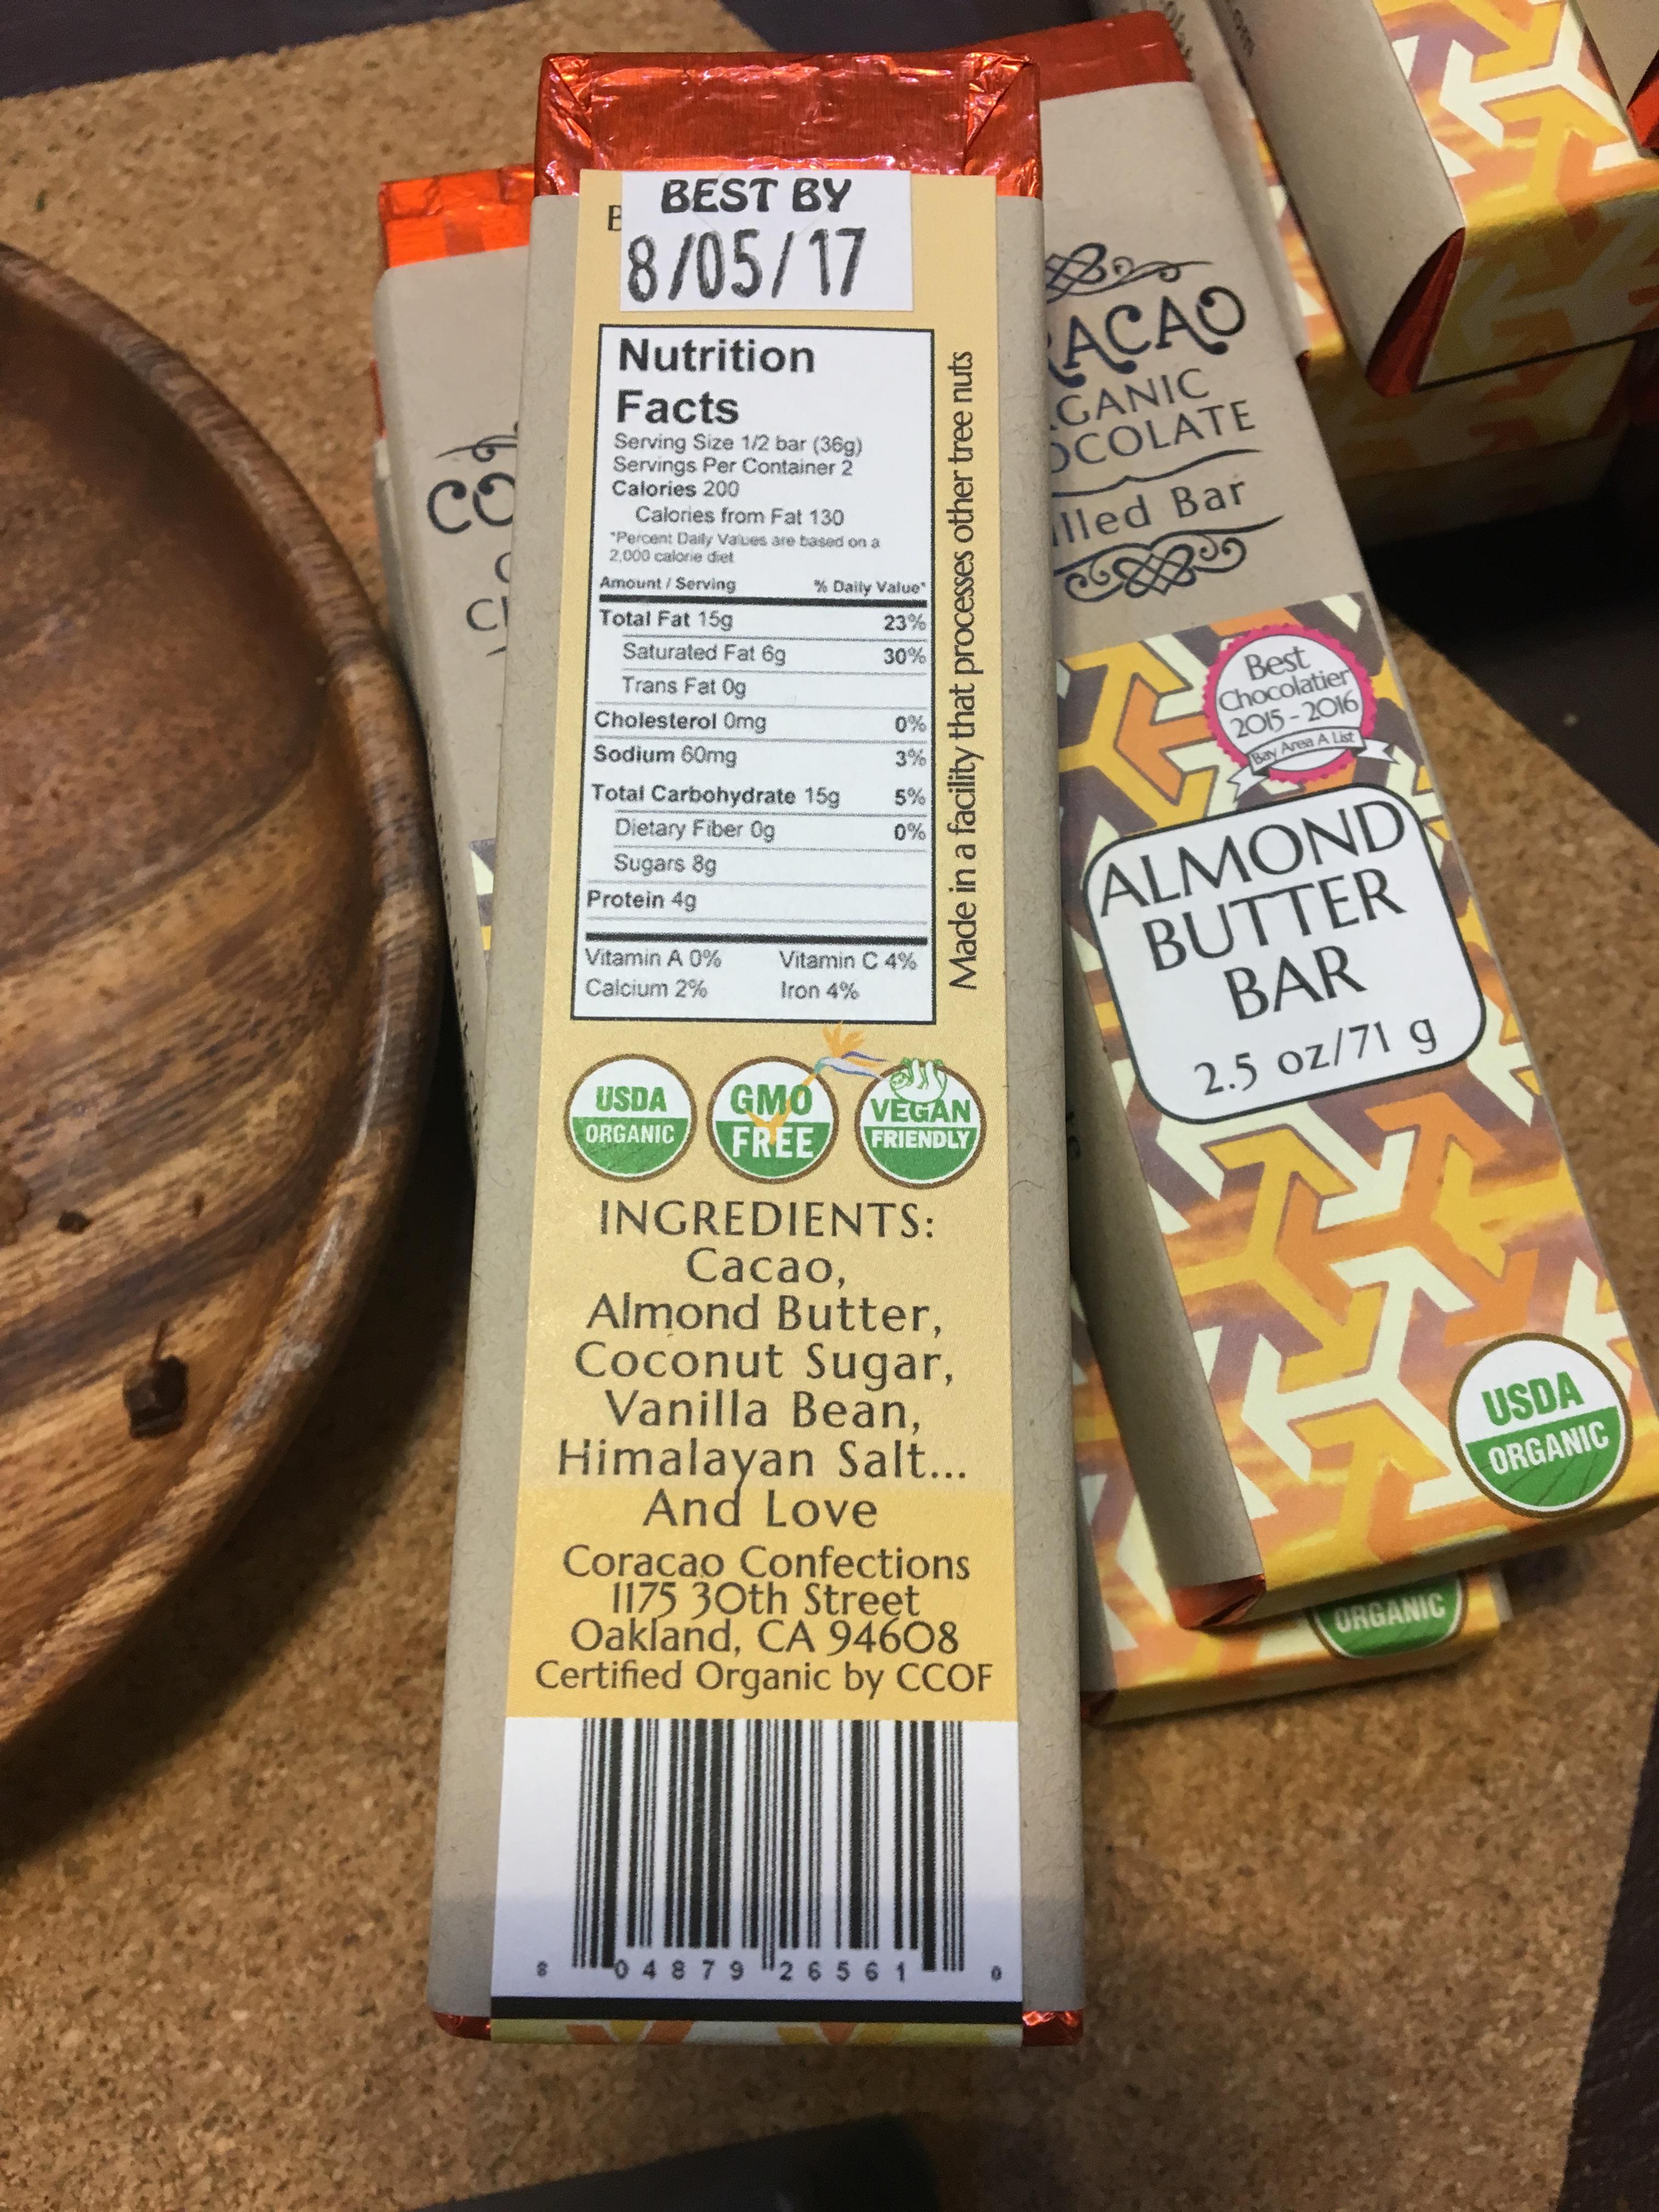 BEST BY
8/05/17
Nutrition
Facts
Serving Size 1/2 bar (36g)
Servings Per Container 2
Calories 200
Calories from Fat 130
*Percent Daily Values are based on a
2,000 calorie diet
Amount / Serving % Daily Value*
Total Fat 15g 23%
Saturated Fat 6g 30%
Trans Fat 0g
Cholesterol 0mg 0%
Sodium 60mg 3%
Total Carbohydrate 15g 5%
Dietary Fiber 0g 0%
Sugars 8g
Protein 4g
Vitamin A 0% Vitamin C 4%
Calcium 2% Iron 4%
Made in a facility that processes other tree nuts
USDA
ORGANIC
GMO
FREE
VEGAN
FRIENDLY
INGREDIENTS:
Cacao,
Almond Butter,
Coconut Sugar,
Vanilla Bean,
Himalayan Salt...
And Love
Coracao Confections
1175 30th Street
Oakland, CA 94608
Certified Organic by CCOF
8 04879 26561 0
RACAO
GANIC
OCOLATE
lled Bar
Best
Chocolatier
2015 - 2016
Bay Area A List
ALMOND
BUTTER
BAR
2.5 oz/71 g
USDA
ORGANIC
ORGANIC